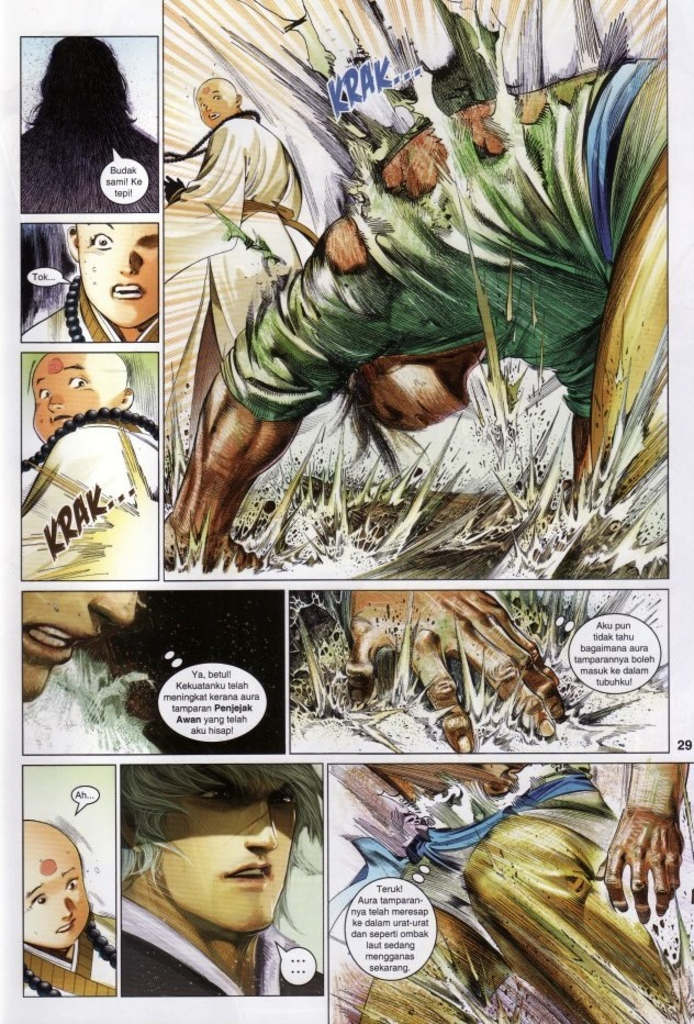 Budak
sami! Ke
tepi!
KRAK...
Tok...
KRAK...
Ya, betul!
Kekuatanku telah
meningkat kerana aura
tamparan Penjejak
Awan yang telah
aku hisap!
Aku pun
tidak tahu
bagaimana aura
tamparannya boleh
masuk ke dalam
tubuhku!
29
Ah...
...
...
Teruk!
Aura tamparan-
nya telah meresap
ke dalam urat-urat
dan seperti ombak
laut sedang
mengganas
sekarang.